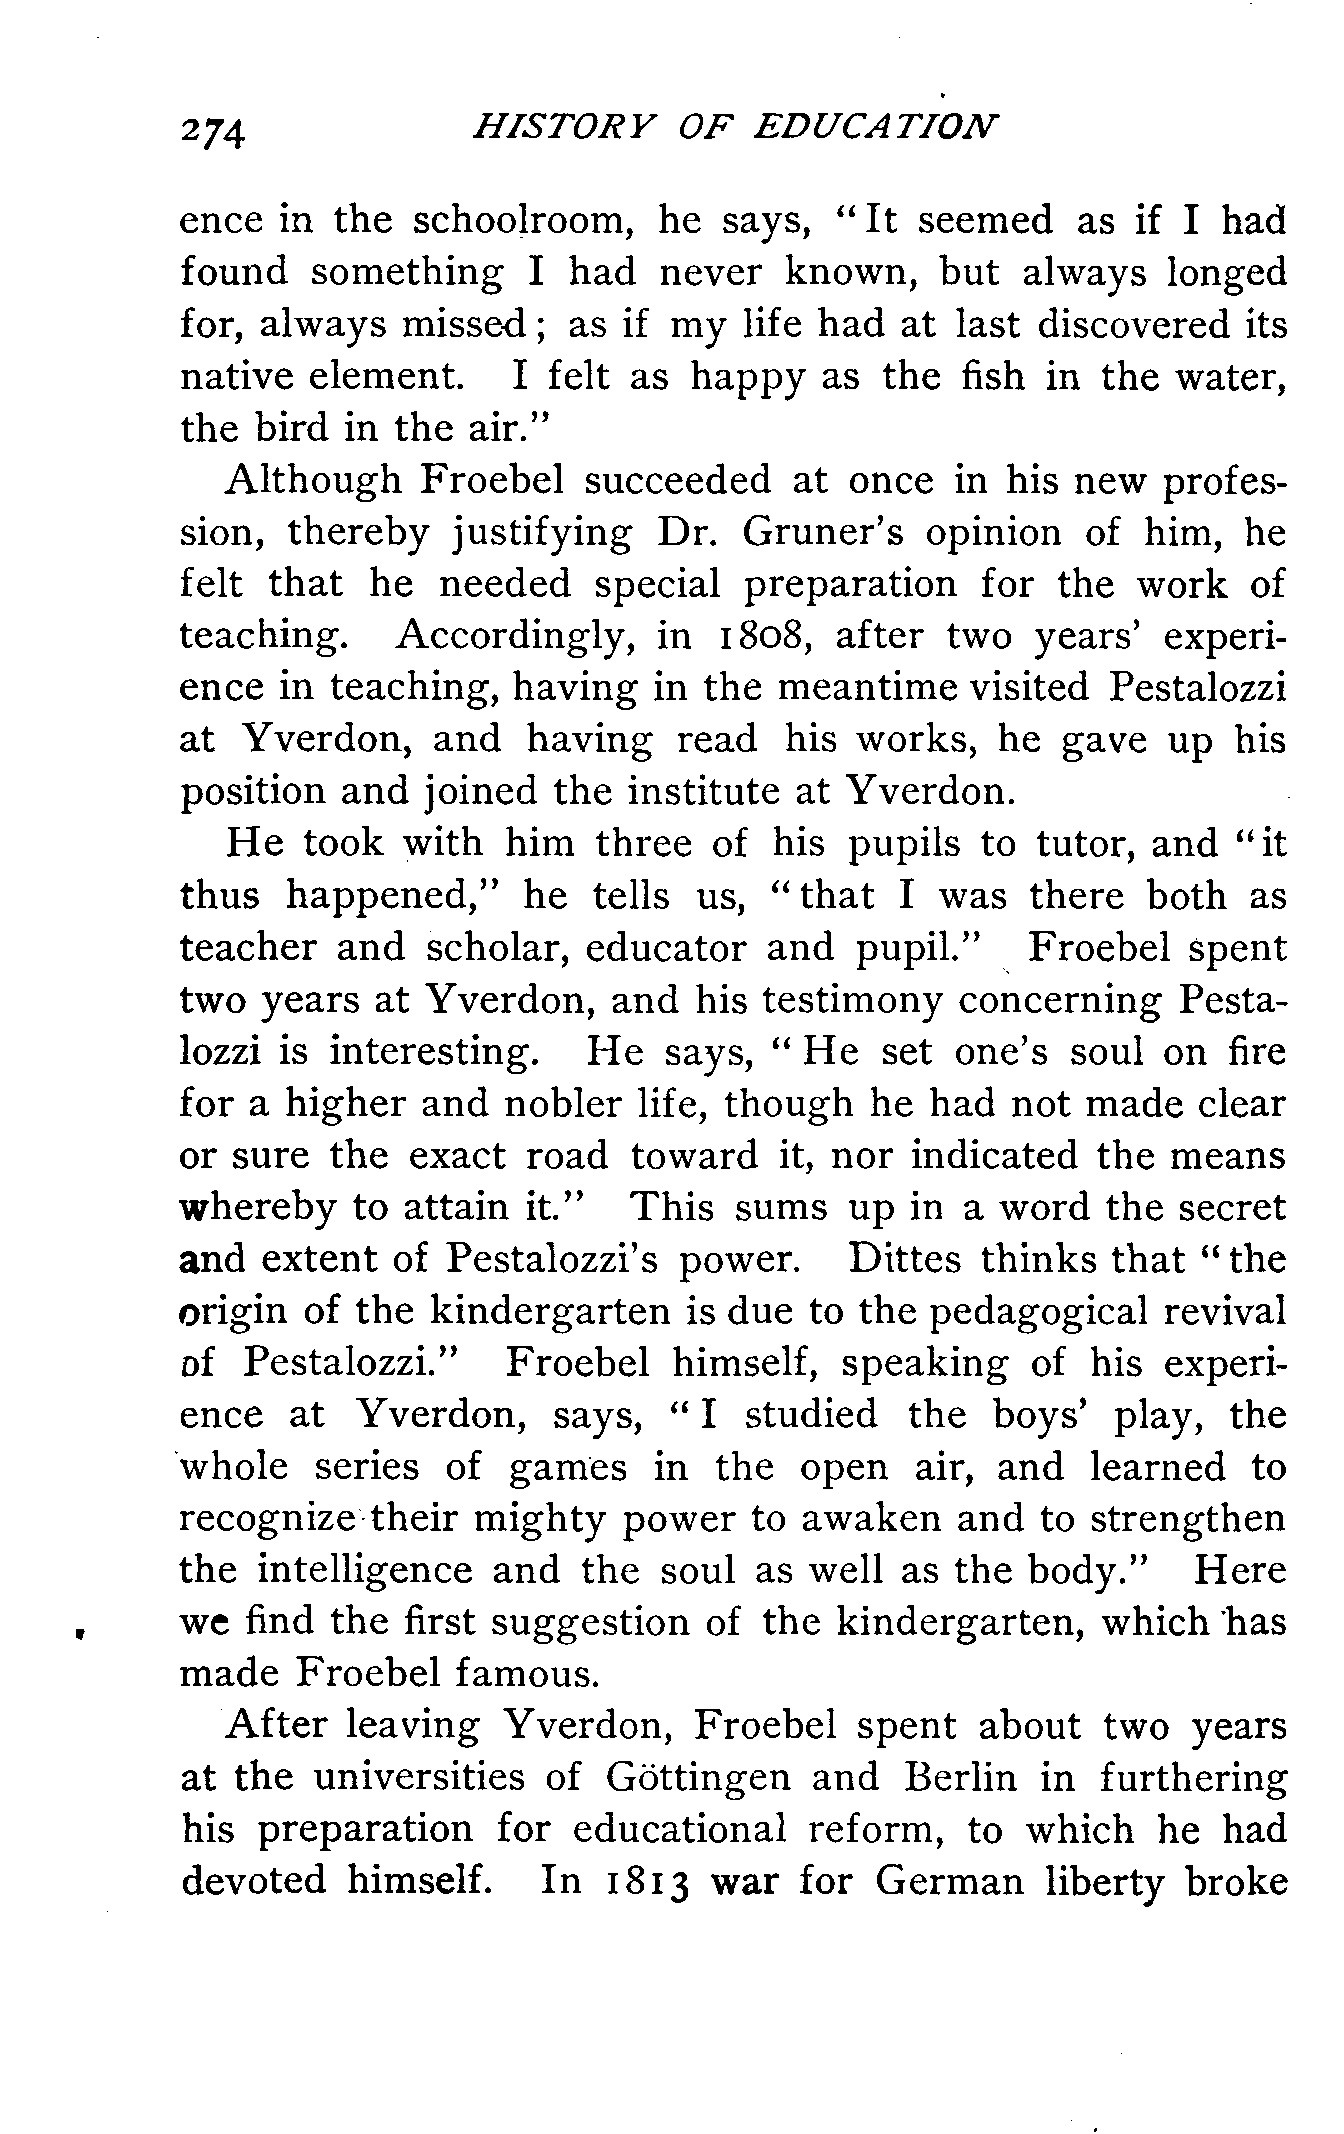 274 HISTORY OF EDUCATION
ence in the schoolroom, he says, "It seemed as if I had
found something I had never known, but always longed
for, always missed; as if my life had at last discovered its
native element. I felt as happy as the fish in the water,
the bird in the air."
Although Froebel succeeded at once in his new profes-
sion, thereby justifying Dr. Gruner's opinion of him, he
felt that he needed special preparation for the work of
teaching. Accordingly, in 1808, after two years' experi-
ence in teaching, having in the meantime visited Pestalozzi
at Yverdon, and having read his works, he gave up his
position and joined the institute at Yverdon.
He took with him three of his pupils to tutor, and "it
thus happened," he tells us, "that I was there both as
teacher and scholar, educator and pupil." Froebel spent
two years at Yverdon, and his testimony concerning Pesta-
lozzi is interesting. He says, "He set one's soul on fire
for a higher and nobler life, though he had not made clear
or sure the exact road toward it, nor indicated the means
whereby to attain it." This sums up in a word the secret
and extent of Pestalozzi's power. Dittes thinks that "the
origin of the kindergarten is due to the pedagogical revival
of Pestalozzi." Froebel himself, speaking of his experi-
ence at Yverdon, says, "I studied the boys' play, the
whole series of games in the open air, and learned to
recognize their mighty power to awaken and to strengthen
the intelligence and the soul as well as the body." Here
we find the first suggestion of the kindergarten, which has
made Froebel famous.
After leaving Yverdon, Froebel spent about two years
at the universities of Göttingen and Berlin in furthering
his preparation for educational reform, to which he had
devoted himself. In 1813 war for German liberty broke